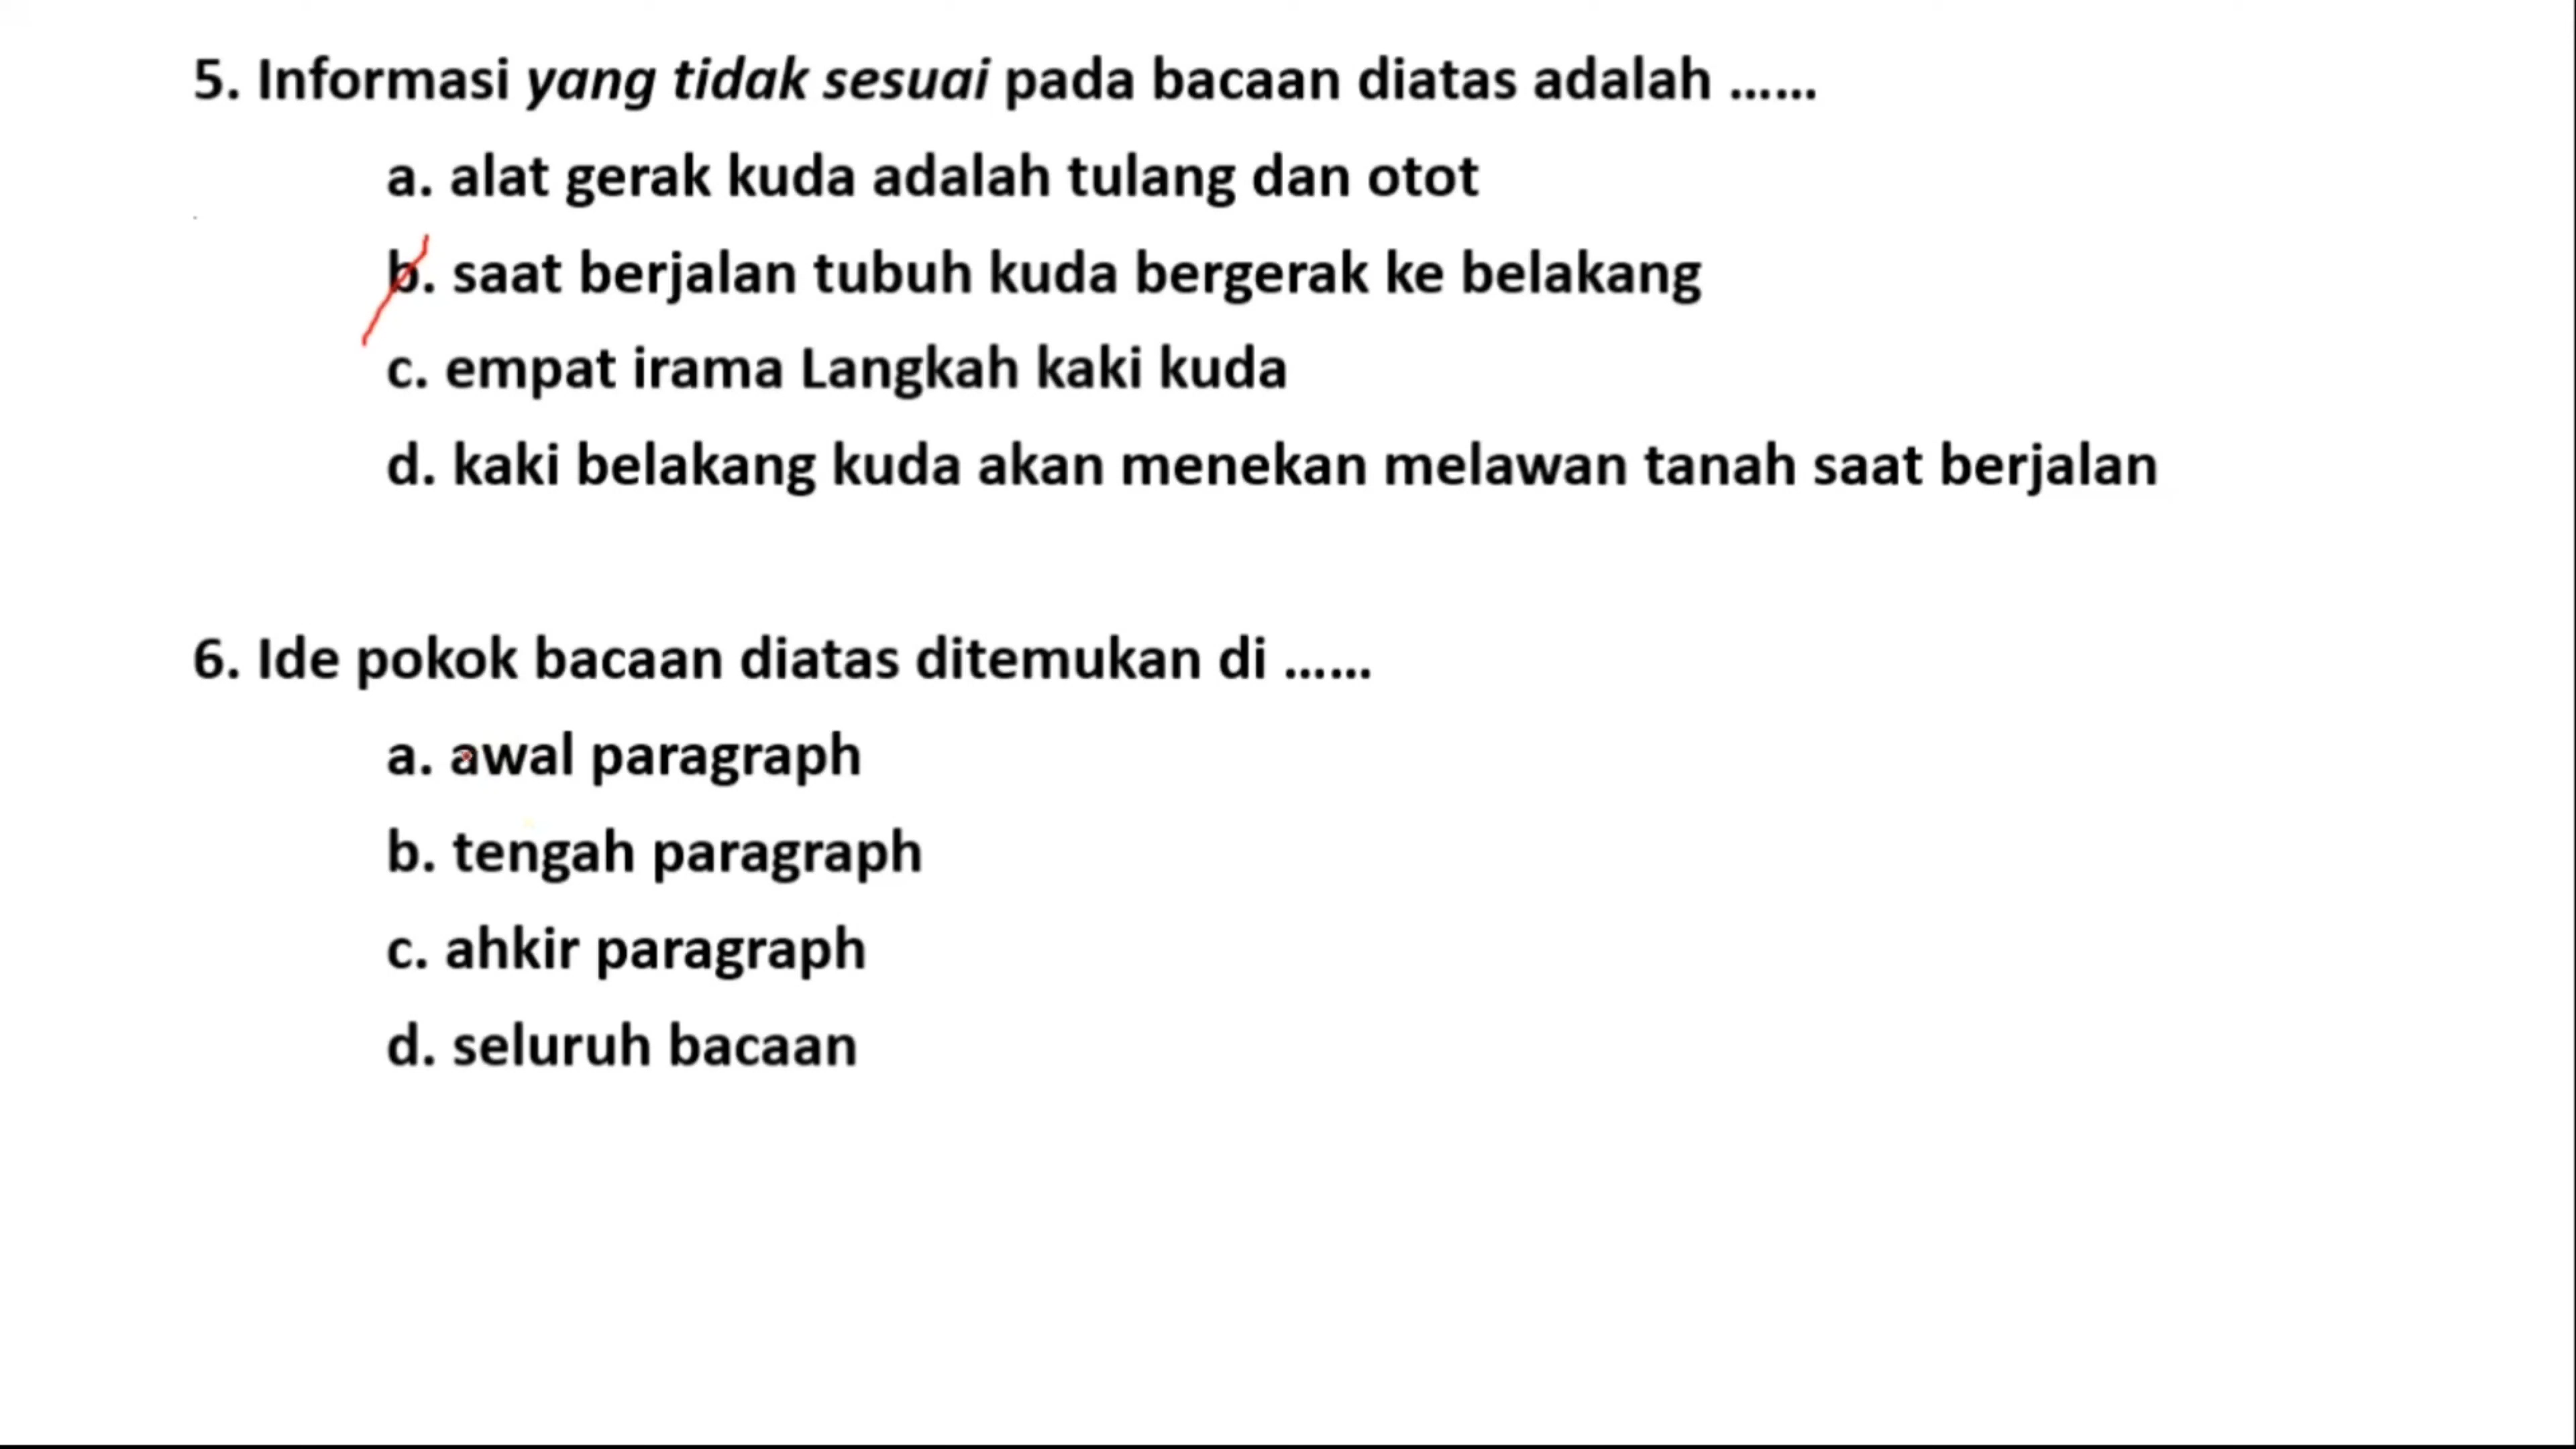 5. Informasi yang tidak sesuai pada bacaan diatas adalah ......
a. alat gerak kuda adalah tulang dan otot
b. saat berjalan tubuh kuda bergerak ke belakang
c. empat irama Langkah kaki kuda
d. kaki belakang kuda akan menekan melawan tanah saat berjalan
6. Ide pokok bacaan diatas ditemukan di ......
a. awal paragraph
b. tengah paragraph
c. ahkir paragraph
d. seluruh bacaan